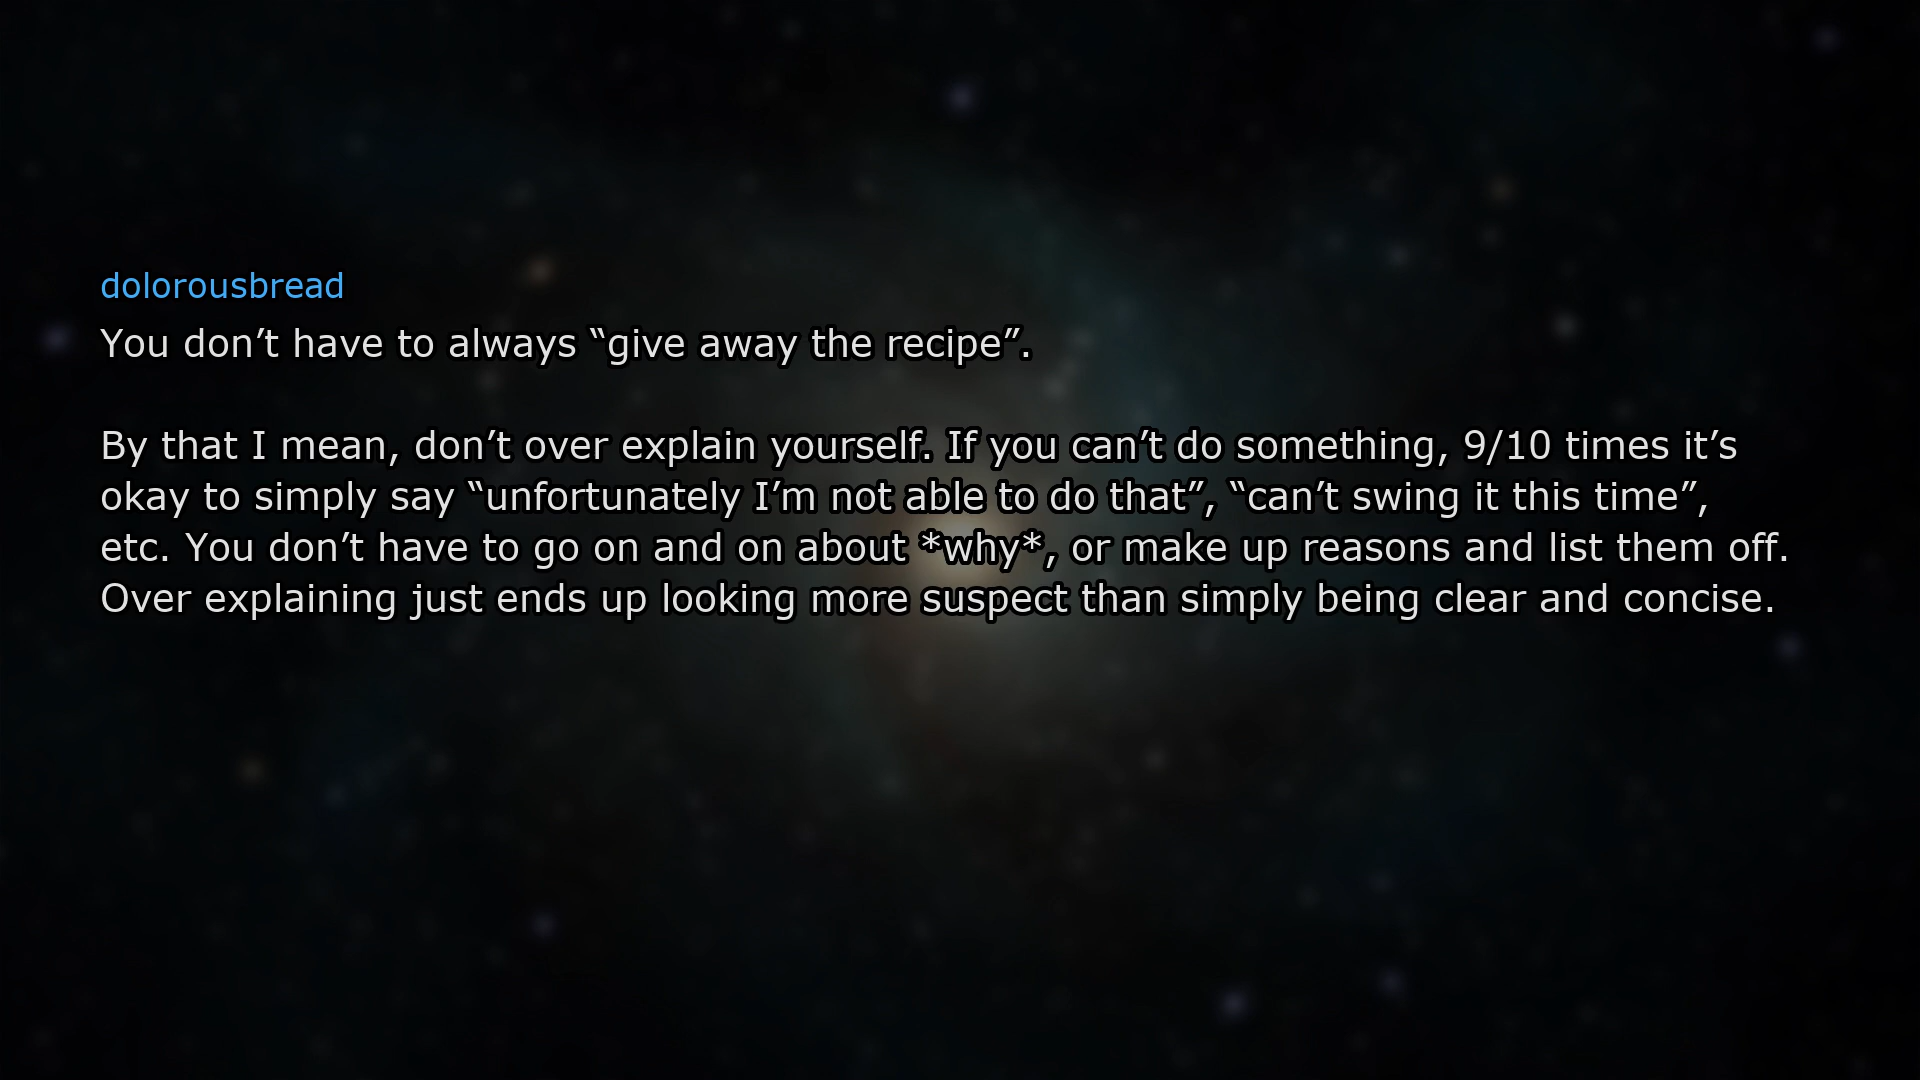 dolorousbread
You don’t have to always “give away the recipe”.
By that I mean, don’t over explain yourself. If you can’t do something, 9/10 times it’s
okay to simply say “unfortunately I’m not able to do that”, “can’t swing it this time”,
etc. You don’t have to go on and on about *why*, or make up reasons and list them off.
Over explaining just ends up looking more suspect than simply being clear and concise.